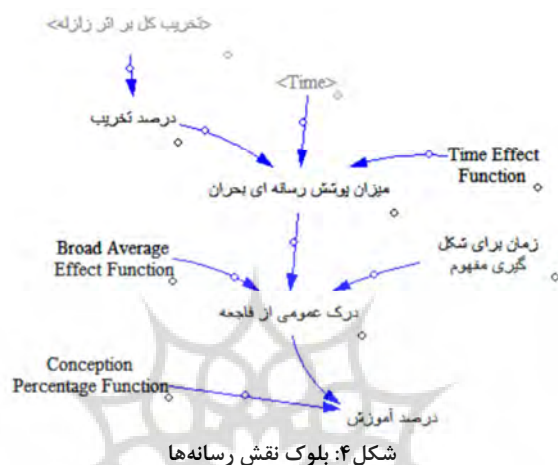 <تخریب کل بر اثر زلزله>
<Time>
درصد تخریب
Time Effect
Function
میزان پوشش رسانه ای بحران
Broad Average
Effect Function
زمان برای شکل
گیری مفهوم
درک عمومی از فاجعه
Conception
Percentage Function
درصد آموزش
شکل۴: بلوک نقش رسانه‌ها